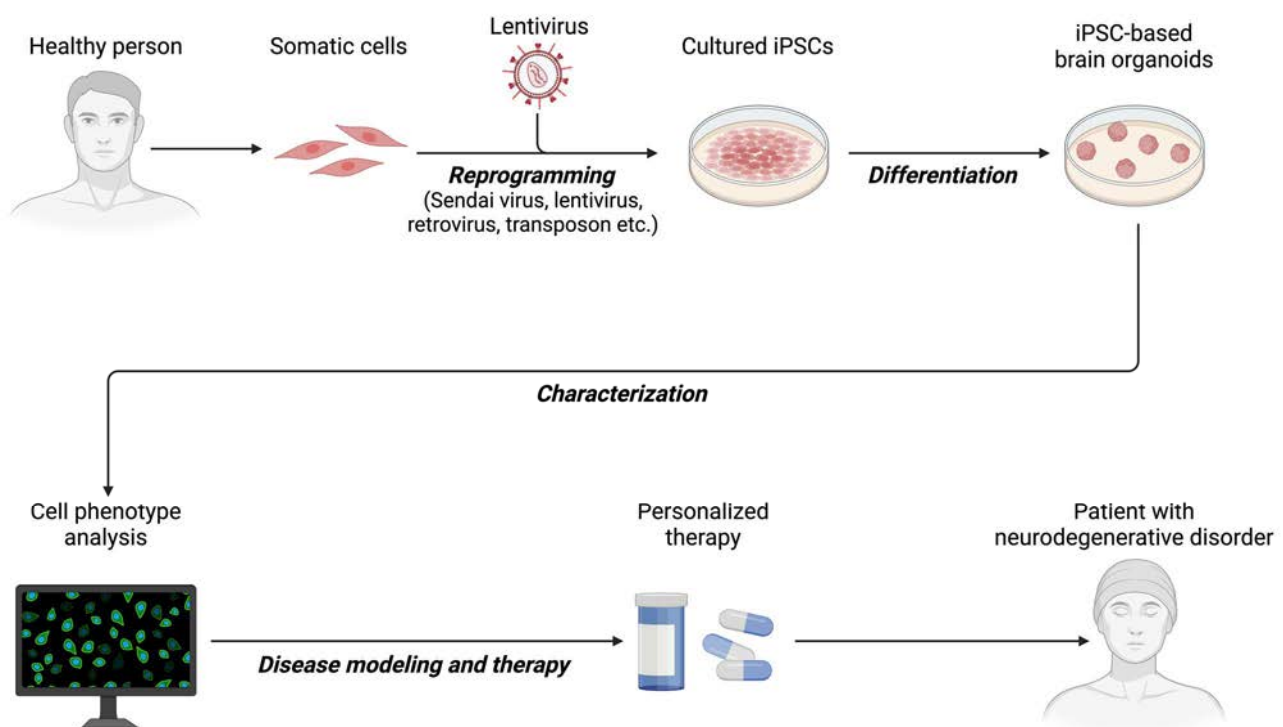 Healthy person
Somatic cells
Lentivirus
Cultured iPSCs
iPSC-based
brain organoids
Reprogramming
(Sendai virus, lentivirus,
retrovirus, transposon etc.)
Differentiation
Characterization
Cell phenotype
analysis
Disease modeling and therapy
Personalized
therapy
Patient with
neurodegenerative disorder